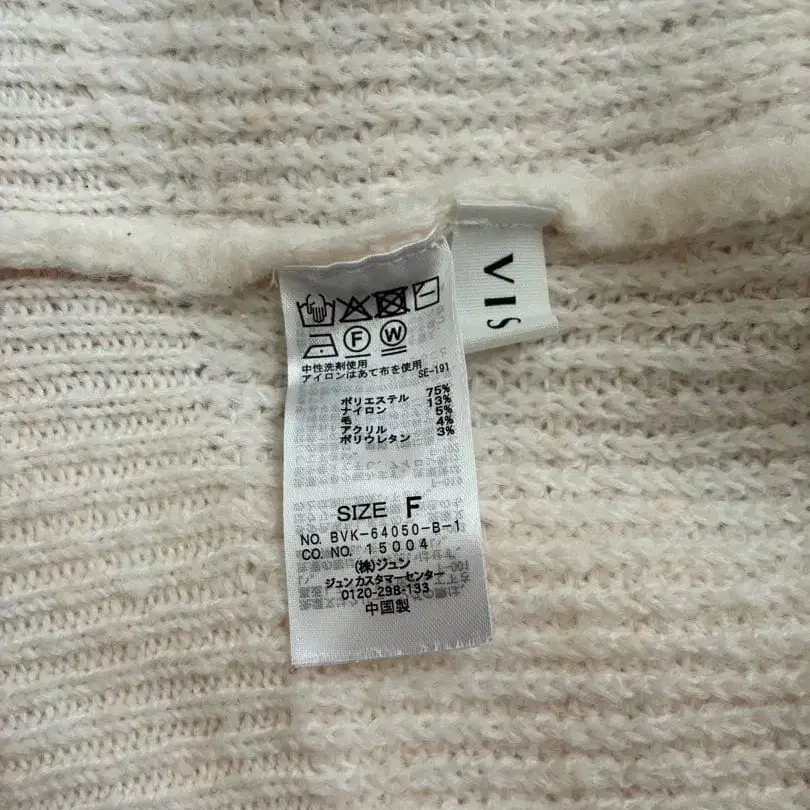 VIS
F W
中性洗剤使用
アイロンはあて布を使用
SE-191
ポリエステル 75%
ナイロン 13%
毛 5%
アクリル 4%
ポリウレタン 3%
SIZE F
NO. BVK-64050-B-1
CO. NO. 15004
(株)ジュン
ジュンカスタマーセンター
0120-298-133
中国製